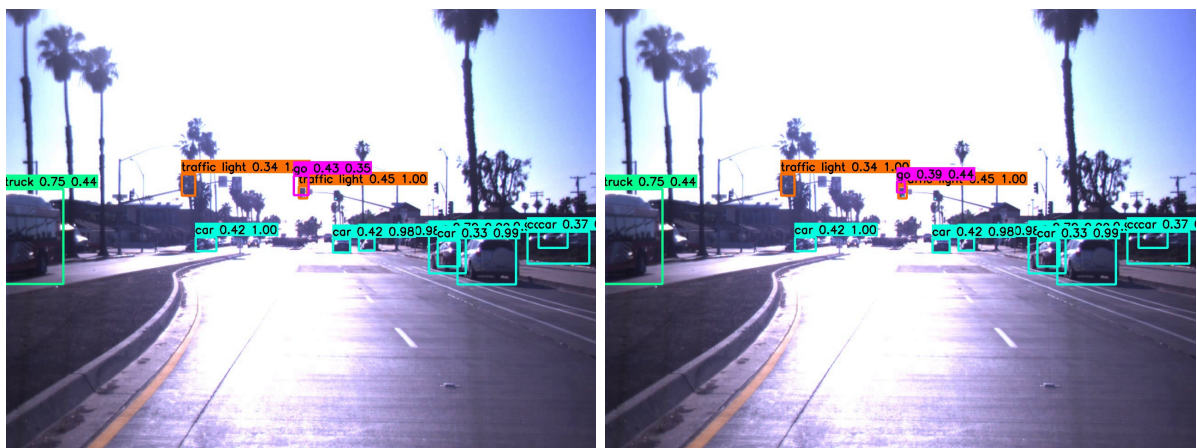 traffic light 0.34 1.
go 0.43 0.35
traffic light 0.45 1.00
truck 0.75 0.44
car 0.42 1.00
car 0.42 0.98
car 0.33 0.99
car 0.37
traffic light 0.34 1.00
go 0.39 0.44
0.45 1.00
truck 0.75 0.44
car 0.42 1.00
car 0.42 0.98
car 0.33 0.99
car 0.37